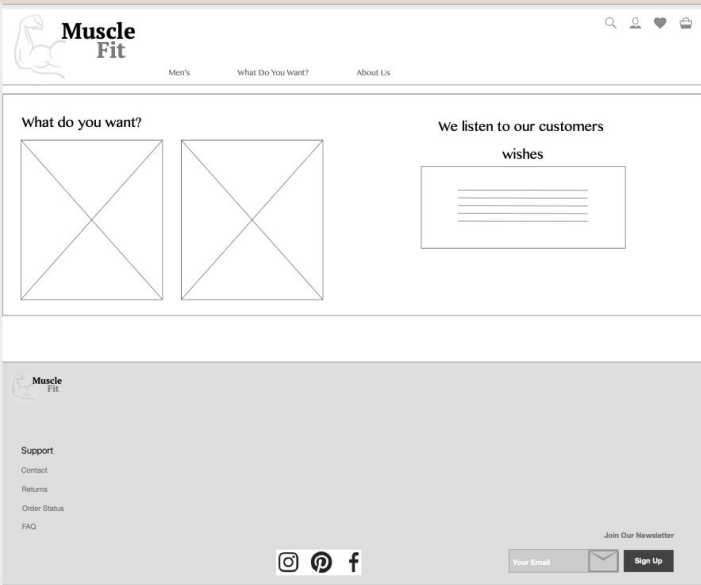 Muscle
Fit
Men's
What Do You Want?
About Us
What do you want?
We listen to our customers
wishes
Muscle
Fit
Support
Contact
Returns
Order Status
FAQ
Join Our Newsletter
Your Email
Sign Up